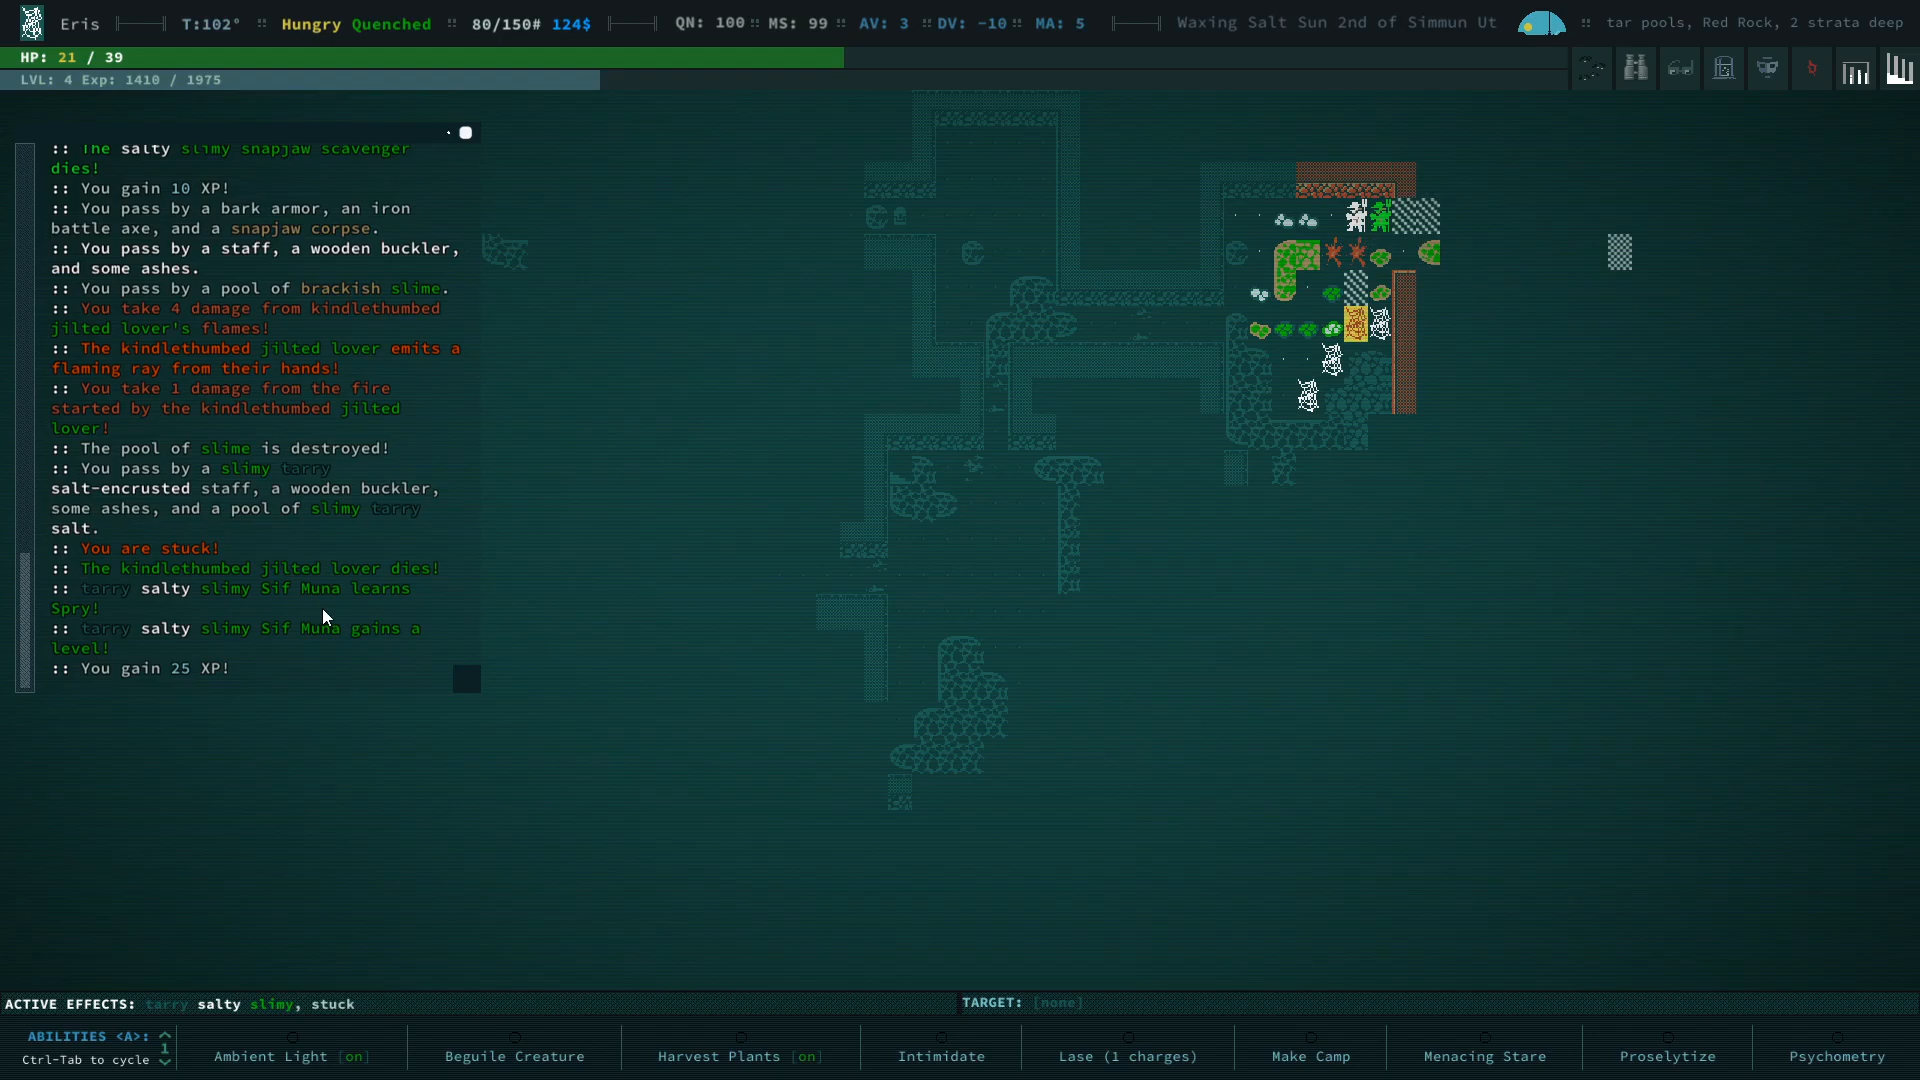 Eris T:102° Hungry Quenched 80/150# 124$ QN: 100 MS: 99 AV: 3 DV: -10 MA: 5 Waxing Salt Sun 2nd of Simmun Ut tar pools, Red Rock, 2 strata deep
HP: 21 / 39
LVL: 4 Exp: 1410 / 1975
:: The salty slimy snapjaw scavenger
dies!
:: You gain 10 XP!
:: You pass by a bark armor, an iron
battle axe, and a snapjaw corpse.
:: You pass by a staff, a wooden buckler,
and some ashes.
:: You pass by a pool of brackish slime.
:: You take 4 damage from kindlethumbed
jilted lover's flames!
:: The kindlethumbed jilted lover emits a
flaming ray from their hands!
:: You take 1 damage from the fire
started by the kindlethumbed jilted
lover!
:: The pool of slime is destroyed!
:: You pass by a slimy tarry
salt-encrusted staff, a wooden buckler,
some ashes, and a pool of slimy tarry
salt.
:: You are stuck!
:: The kindlethumbed jilted lover dies!
:: tarry salty slimy Sif Muna learns
Spry!
:: tarry salty slimy Sif Muna gains a
level!
:: You gain 25 XP!
ACTIVE EFFECTS: tarry salty slimy, stuck TARGET: [none]
ABILITIES <A>:
Ctrl-Tab to cycle 1
Ambient Light [on] Beguile Creature Harvest Plants [on] Intimidate Lase (1 charges) Make Camp Menacing Stare Proselytize Psychometry